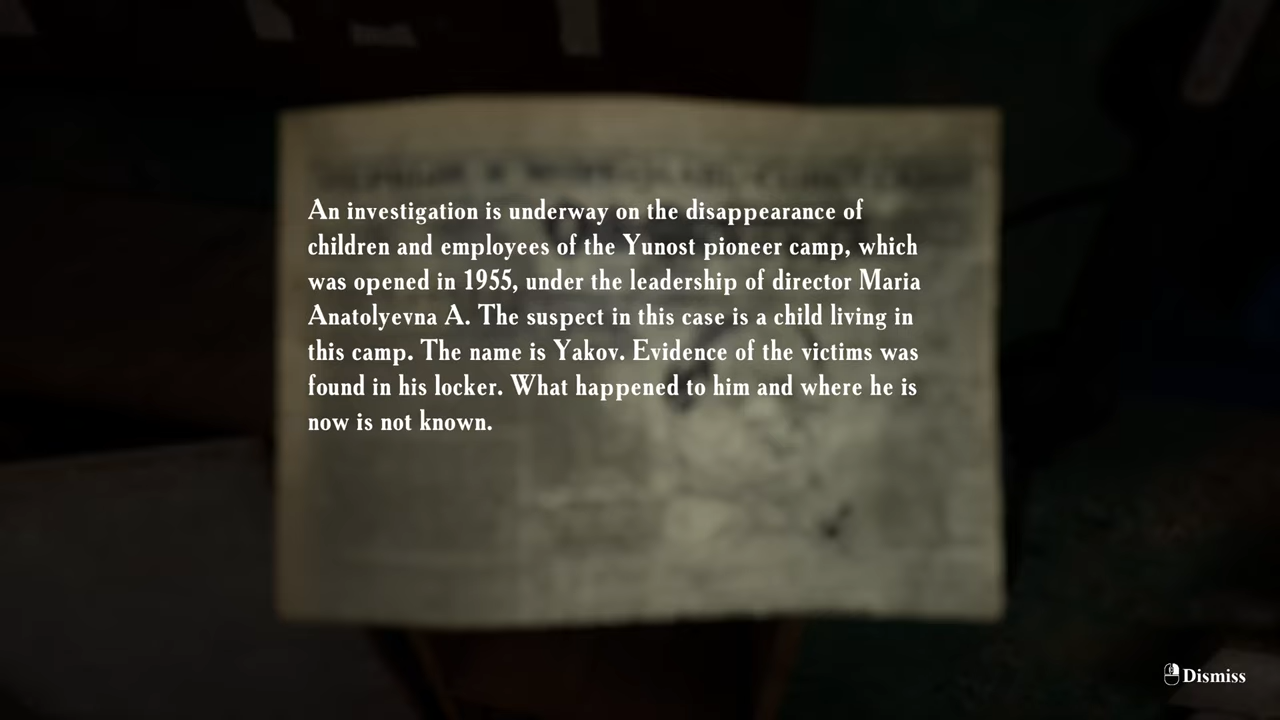 An investigation is underway on the disappearance of
children and employees of the Yunost pioneer camp, which
was opened in 1955, under the leadership of director Maria
Anatolyevna A. The suspect in this case is a child living in
this camp. The name is Yakov. Evidence of the victims was
found in his locker. What happened to him and where he is
now is not known.
Dismiss